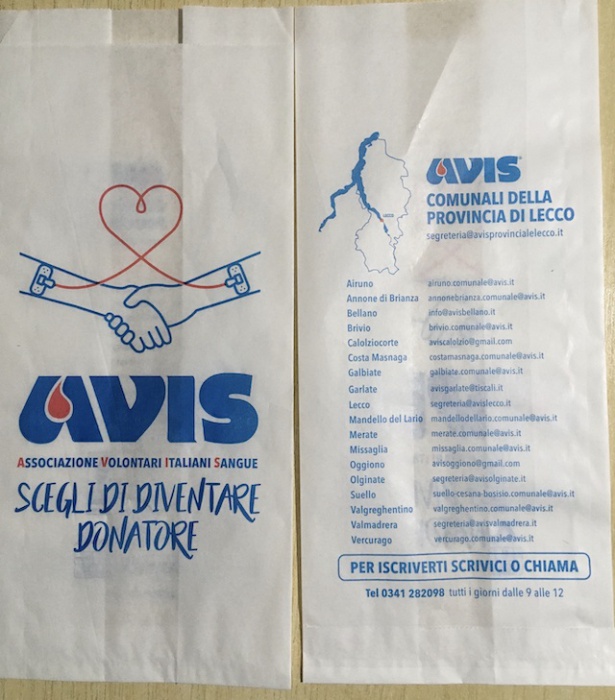 AVIS
ASSOCIAZIONE VOLONTARI ITALIANI SANGUE
SCEGLI DI DIVENTARE
DONATORE
AVIS®
COMUNALI DELLA
PROVINCIA DI LECCO
segreteria@avisprovincialelecco.it
Airuno airuno.comunale@avis.it
Annone di Brianza annonebrianza.comunale@avis.it
Bellano info@avisbellano.it
Brivio brivio.comunale@avis.it
Calolziocorte aviscalolzio@gmail.com
Costa Masnaga costamasnaga.comunale@avis.it
Galbiate galbiate.comunale@avis.it
Garlate avisgarlate@tiscali.it
Lecco segreteria@avislecco.it
Mandello del Lario mandellodellario.comunale@avis.it
Merate merate.comunale@avis.it
Missaglia missaglia.comunale@avis.it
Oggiono avisoggiono@gmail.com
Olginate segreteria@avisolginate.it
Suello suello-cesana-bosisio.comunale@avis.it
Valgreghentino valgreghentino.comunale@avis.it
Valmadrera segreteria@avisvalmadrera.it
Vercurago vercurago.comunale@avis.it
PER ISCRIVERTI SCRIVICI O CHIAMA
Tel 0341 282098 tutti i giorni dalle 9 alle 12